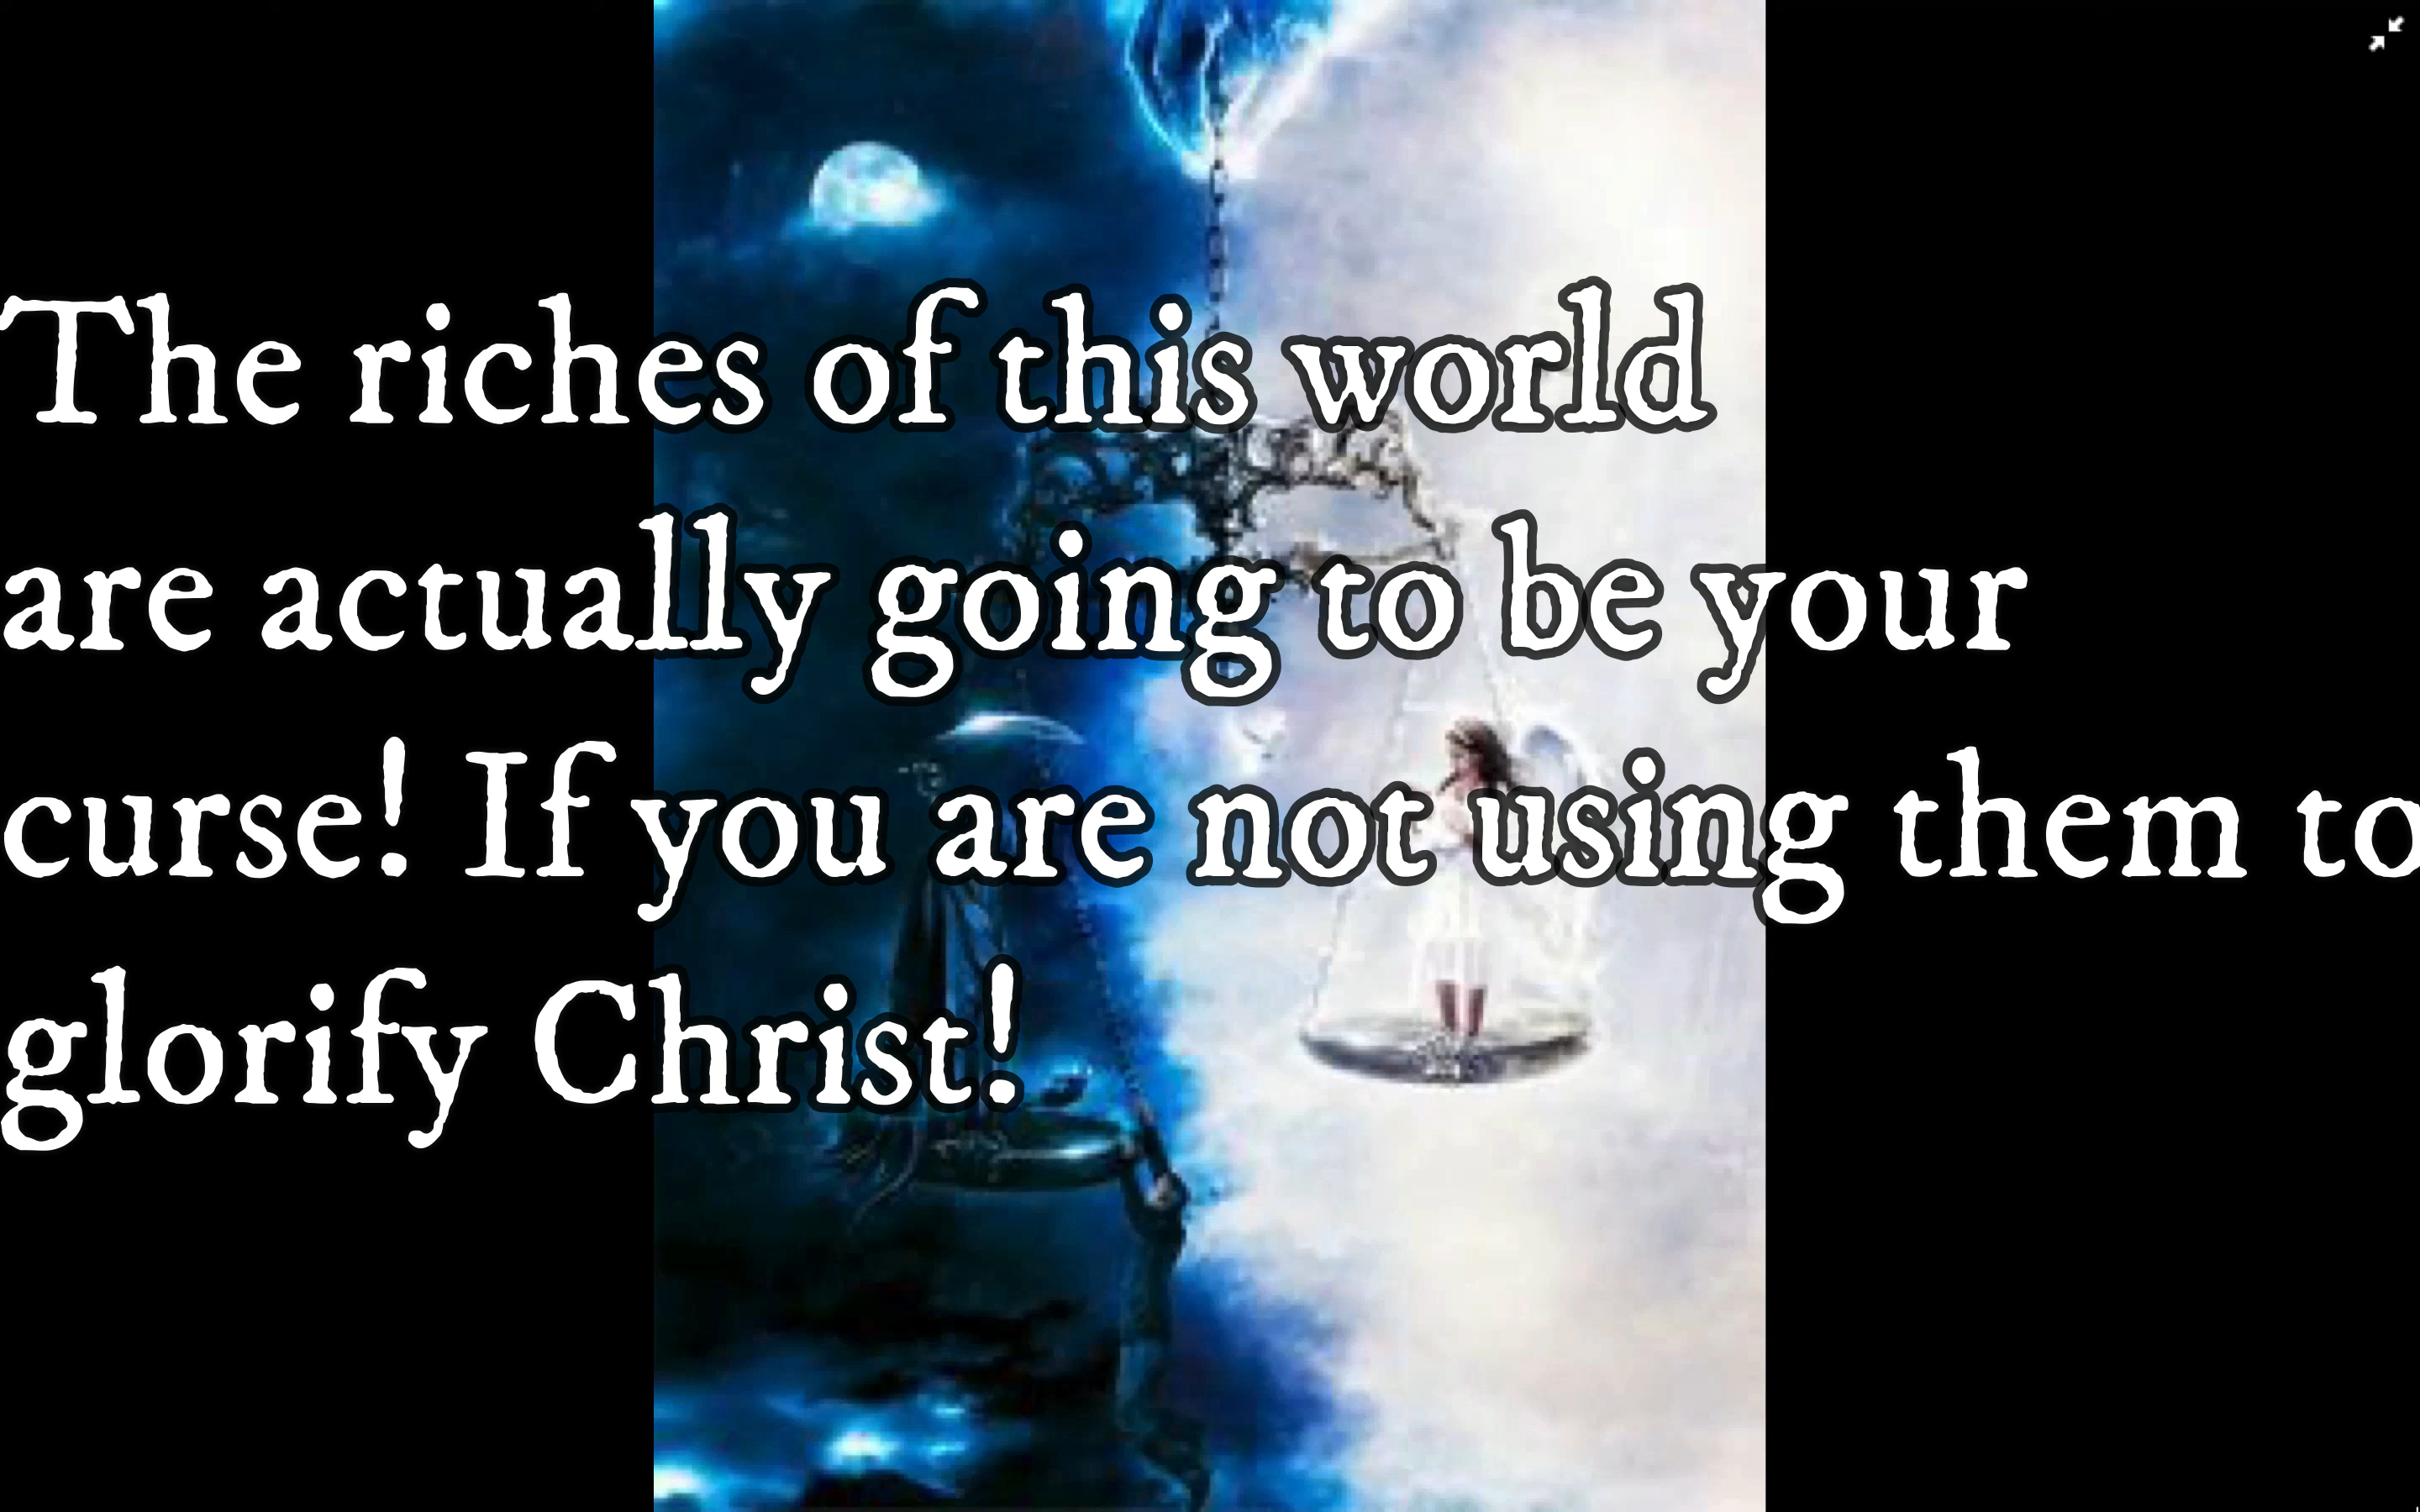 The riches of this world
are actually going to be your
curse! If you are not using them to
glorify Christ!